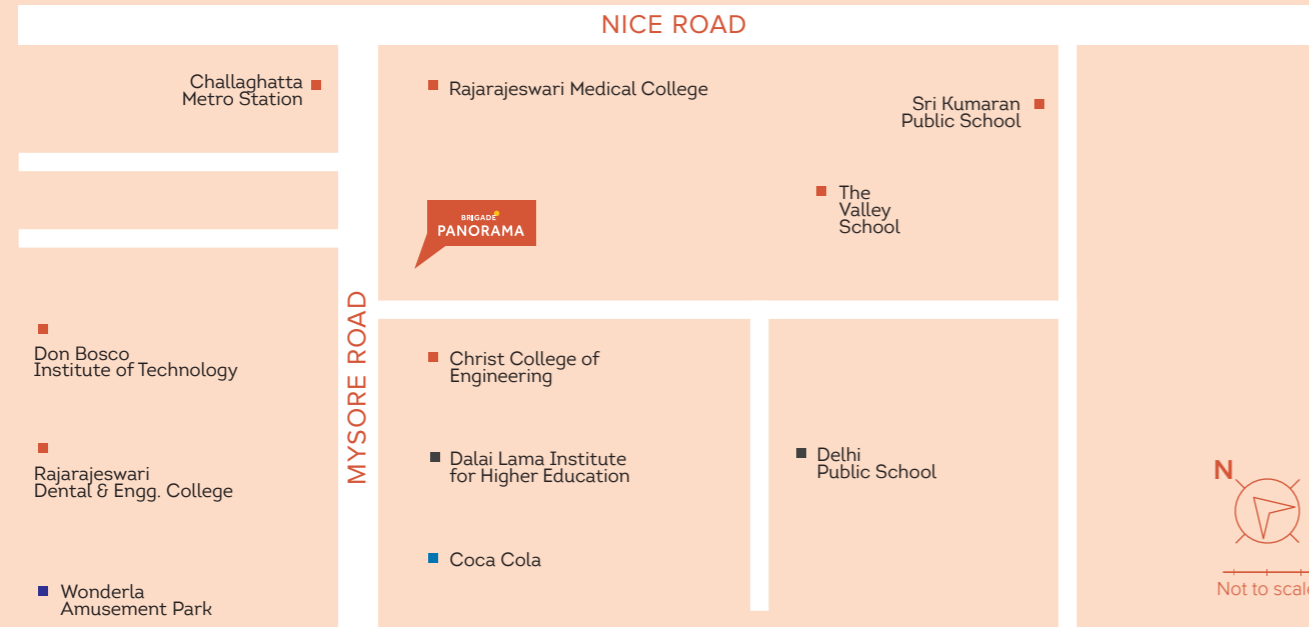 NICE ROAD
Challaghatta
Metro Station
Rajarajeswari Medical College
Sri Kumaran
Public School
The
Valley
School
BRIGADE
PANORAMA
MYSORE ROAD
Don Bosco
Institute of Technology
Christ College of
Engineering
Rajarajeswari
Dental & Engg. College
Dalai Lama Institute
for Higher Education
Delhi
Public School
N
Coca Cola
Not to scale
Wonderla
Amusement Park